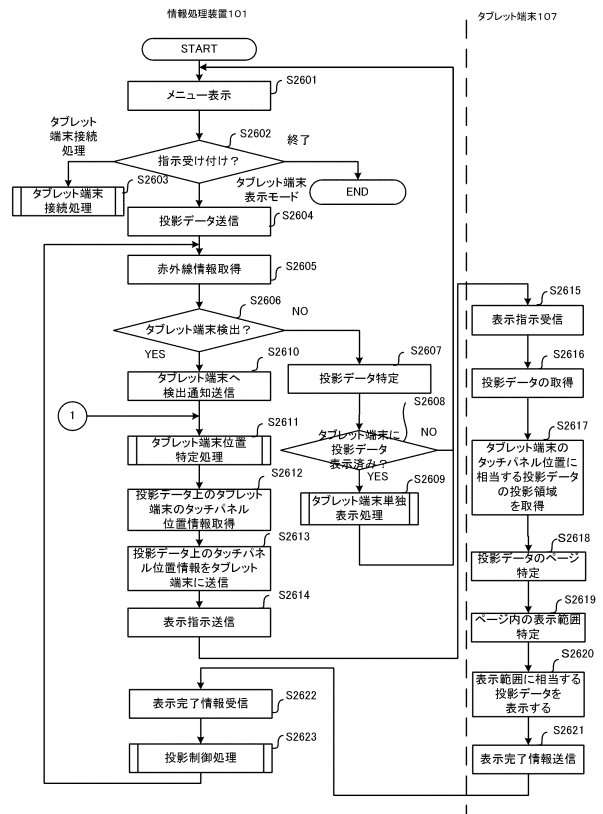 情報処理装置101
タブレット端末107
START
S2601
メニュー表示
S2602
指示受け付け?
タブレット
端末接続
処理
終了
S2603
タブレット端末
接続処理
タブレット端末
表示モード
END
S2604
投影データ送信
S2605
赤外線情報取得
S2606
タブレット端末検出?
NO
YES
S2607
投影データ特定
S2608
タブレット端末に
投影データ
表示済み?
NO
YES
S2609
タブレット端末単独
表示処理
S2610
タブレット端末へ
検出通知送信
1
S2611
タブレット端末位置
特定処理
S2612
投影データ上のタブレット
端末のタッチパネル
位置情報取得
S2613
投影データ上のタッチパネ
ル位置情報をタブレット
端末に送信
S2614
表示指示送信
S2615
表示指示受信
S2616
投影データの取得
S2617
タブレット端末の
タッチパネル位置に
相当する投影データ
の投影領域
を取得
S2618
投影データのページ
特定
S2619
ページ内の表示範囲
特定
S2620
表示範囲に相当する
投影データを
表示する
S2621
表示完了情報送信
S2622
表示完了情報受信
S2623
投影制御処理